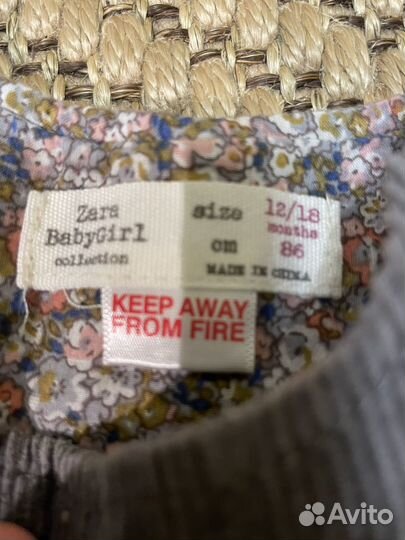 Zara
BabyGirl
collection
size
cm
12/18
months
86
MADE IN CHINA
KEEP AWAY
FROM FIRE
Avito